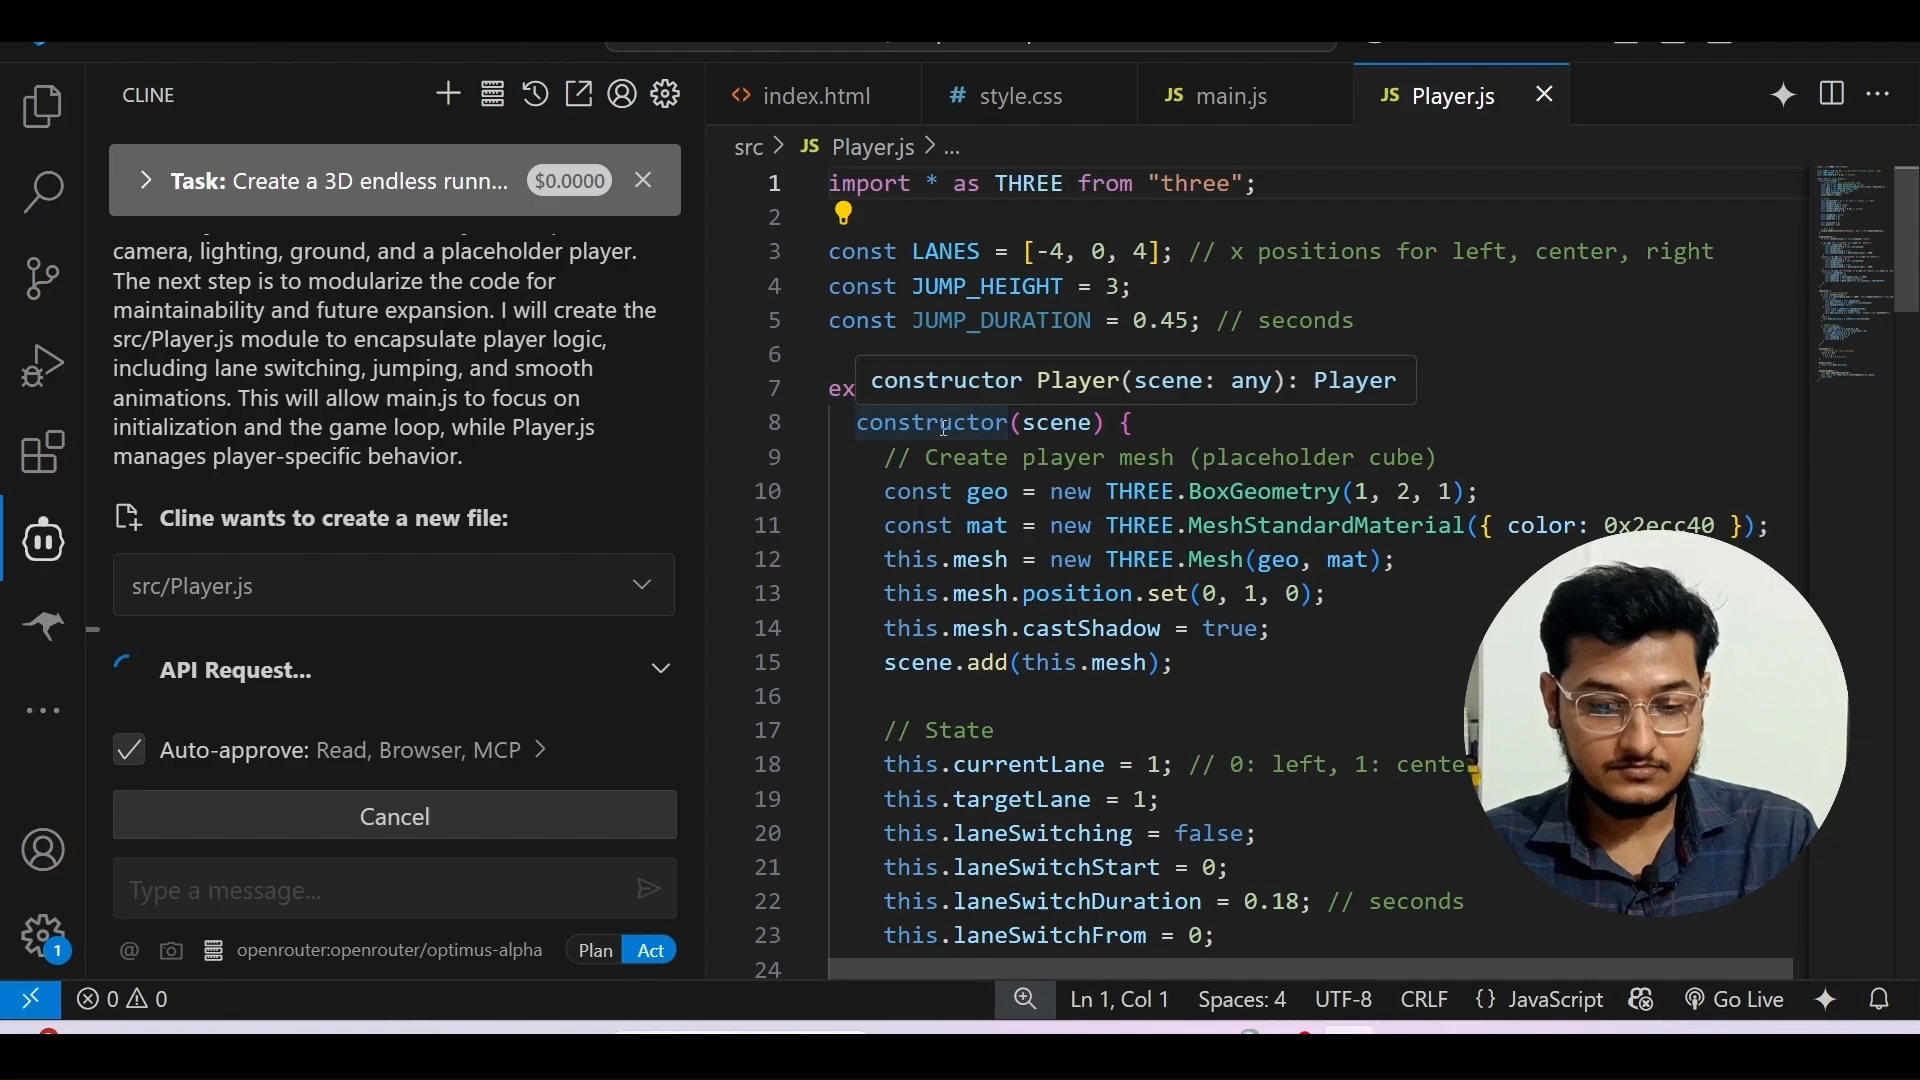 CLINE
Task: Create a 3D endless runn... $0.0000
camera, lighting, ground, and a placeholder player.
The next step is to modularize the code for
maintainability and future expansion. I will create the
src/Player.js module to encapsulate player logic,
including lane switching, jumping, and smooth
animations. This will allow main.js to focus on
initialization and the game loop, while Player.js
manages player-specific behavior.
Cline wants to create a new file:
src/Player.js
API Request...
Auto-approve: Read, Browser, MCP
Cancel
Type a message...
@ openrouter:openrouter/optimus-alpha Plan Act
<> index.html
# style.css
JS main.js
JS Player.js
src > JS Player.js > ...
1 import * as THREE from "three";
2
3 const LANES = [-4, 0, 4]; // x positions for left, center, right
4 const JUMP_HEIGHT = 3;
5 const JUMP_DURATION = 0.45; // seconds
6
constructor Player(scene: any): Player
7 ex
8 constructor(scene) {
9 // Create player mesh (placeholder cube)
10 const geo = new THREE.BoxGeometry(1, 2, 1);
11 const mat = new THREE.MeshStandardMaterial({ color: 0x2ecc40 });
12 this.mesh = new THREE.Mesh(geo, mat);
13 this.mesh.position.set(0, 1, 0);
14 this.mesh.castShadow = true;
15 scene.add(this.mesh);
16
17 // State
18 this.currentLane = 1; // 0: left, 1: cente
19 this.targetLane = 1;
20 this.laneSwitching = false;
21 this.laneSwitchStart = 0;
22 this.laneSwitchDuration = 0.18; // seconds
23 this.laneSwitchFrom = 0;
24
1
0 0
Ln 1, Col 1 Spaces: 4 UTF-8 CRLF {} JavaScript Go Live